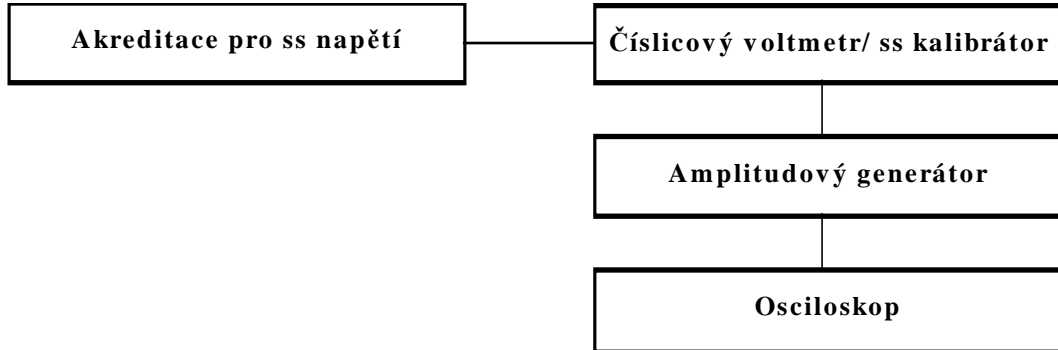 Akreditace pro ss napětí
Číslicový voltmetr/ ss kalibrátor
Amplitudový generátor
Osciloskop